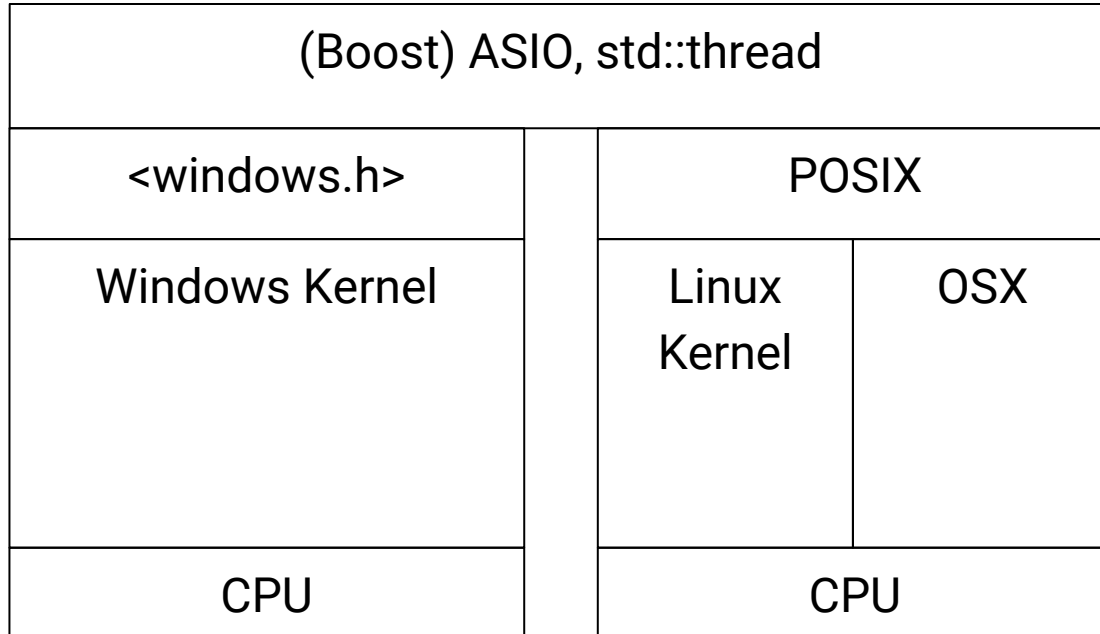 (Boost) ASIO, std::thread
<windows.h>
POSIX
Windows Kernel
Linux
Kernel
OSX
CPU
CPU